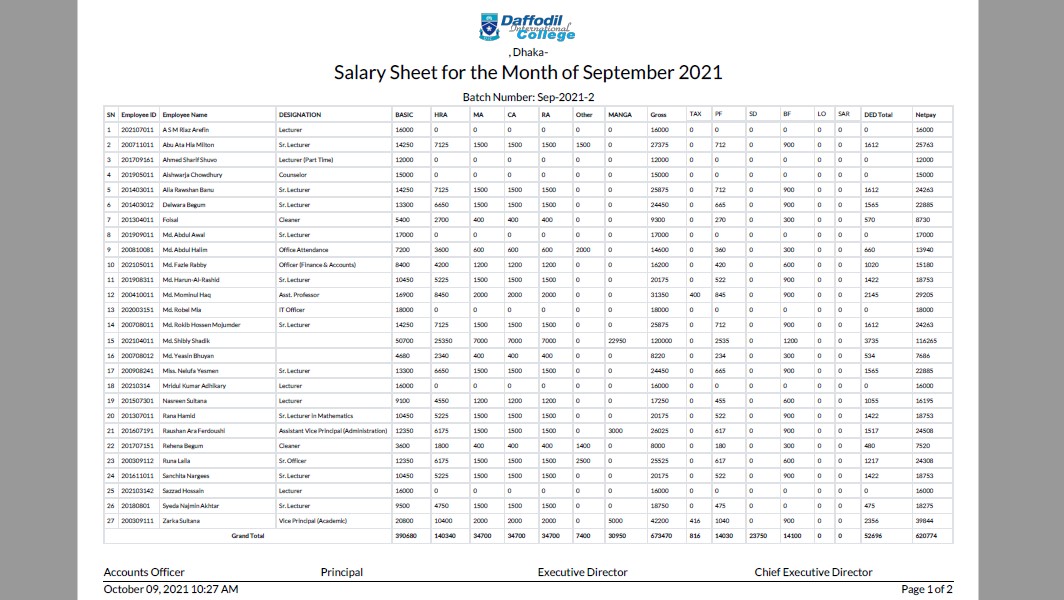 Daffodil
International
College
, Dhaka-
Salary Sheet for the Month of September 2021
Batch Number: Sep-2021-2
SN Employee ID Employee Name DESIGNATION BASIC HRA MA CA RA Other MANGA Gross TAX PF SD BF LO SAR DED Total Netpay
1 202107011 A S M Riaz Arefin Lecturer 16000 0 0 0 0 0 0 16000 0 0 0 0 0 0 0 16000
2 200711011 Abu Ata Hia Milton Sr. Lecturer 14250 7125 1500 1500 1500 1500 0 27375 0 712 0 900 0 0 1612 25763
3 201709161 Ahmed Sharif Shuvo Lecturer (Part Time) 12000 0 0 0 0 0 0 12000 0 0 0 0 0 0 0 12000
4 201905011 Aishwarja Chowdhury Counselor 15000 0 0 0 0 0 0 15000 0 0 0 0 0 0 0 15000
5 201403011 Alia Rawshan Banu Sr. Lecturer 14250 7125 1500 1500 1500 0 0 25875 0 712 0 900 0 0 1612 24263
6 201403012 Delwara Begum Sr. Lecturer 13300 6650 1500 1500 1500 0 0 24450 0 665 0 900 0 0 1565 22885
7 201304011 Foisal Cleaner 5400 2700 400 400 400 0 0 9300 0 270 0 300 0 0 570 8730
8 201909011 Md. Abdul Awal Sr. Lecturer 17000 0 0 0 0 0 0 17000 0 0 0 0 0 0 0 17000
9 200810081 Md. Abdul Halim Office Attendance 7200 3600 600 600 600 2000 0 14600 0 360 0 300 0 0 660 13940
10 202105011 Md. Fazle Rabby Officer (Finance & Accounts) 8400 4200 1200 1200 1200 0 0 16200 0 420 0 600 0 0 1020 15180
11 201908311 Md. Harun-Al-Rashid Sr. Lecturer 10450 5225 1500 1500 1500 0 0 20175 0 522 0 900 0 0 1422 18753
12 200410011 Md. Mominul Haq Asst. Professor 16900 8450 2000 2000 2000 0 0 31350 400 845 0 900 0 0 2145 29205
13 202003151 Md. Robel Mia IT Officer 18000 0 0 0 0 0 0 18000 0 0 0 0 0 0 0 18000
14 200708011 Md. Rokib Hossen Mojumder Sr. Lecturer 14250 7125 1500 1500 1500 0 0 25875 0 712 0 900 0 0 1612 24263
15 202104011 Md. Shibly Shadik 50700 25350 7000 7000 7000 0 22950 120000 0 2535 0 1200 0 0 3735 116265
16 200708012 Md. Yeasin Bhuyan 4680 2340 400 400 400 0 0 8220 0 234 0 300 0 0 534 7686
17 200908241 Miss. Nelufa Yesmen Sr. Lecturer 13300 6650 1500 1500 1500 0 0 24450 0 665 0 900 0 0 1565 22885
18 20210314 Mridul Kumar Adhikary Lecturer 16000 0 0 0 0 0 0 16000 0 0 0 0 0 0 0 16000
19 201507301 Nasreen Sultana Lecturer 9100 4550 1200 1200 1200 0 0 17250 0 455 0 600 0 0 1055 16195
20 201307011 Rana Hamid Sr. Lecturer in Mathematics 10450 5225 1500 1500 1500 0 0 20175 0 522 0 900 0 0 1422 18753
21 201607191 Raushan Ara Ferdoushi Assistant Vice Principal (Administration) 12350 6175 1500 1500 1500 0 3000 26025 0 617 0 900 0 0 1517 24508
22 201707151 Rehena Begum Cleaner 3600 1800 400 400 400 1400 0 8000 0 180 0 300 0 0 480 7520
23 200309112 Runa Laila Sr. Officer 12350 6175 1500 1500 1500 2500 0 25525 0 617 0 600 0 0 1217 24308
24 201611011 Sanchita Nargees Sr. Lecturer 10450 5225 1500 1500 1500 0 0 20175 0 522 0 900 0 0 1422 18753
25 202103142 Sazzad Hossain Lecturer 16000 0 0 0 0 0 0 16000 0 0 0 0 0 0 0 16000
26 20180801 Syeda Najmin Akhtar Sr. Lecturer 9500 4750 1500 1500 1500 0 0 18750 0 475 0 0 0 0 475 18275
27 200309111 Zarka Sultana Vice Principal (Academic) 20800 10400 2000 2000 2000 0 5000 42200 416 1040 0 900 0 0 2356 39844
Grand Total 390680 140340 34700 34700 34700 7400 30950 673470 816 14030 23750 14100 0 0 52696 620774
Accounts Officer Principal Executive Director Chief Executive Director
October 09, 2021 10:27 AM Page 1 of 2